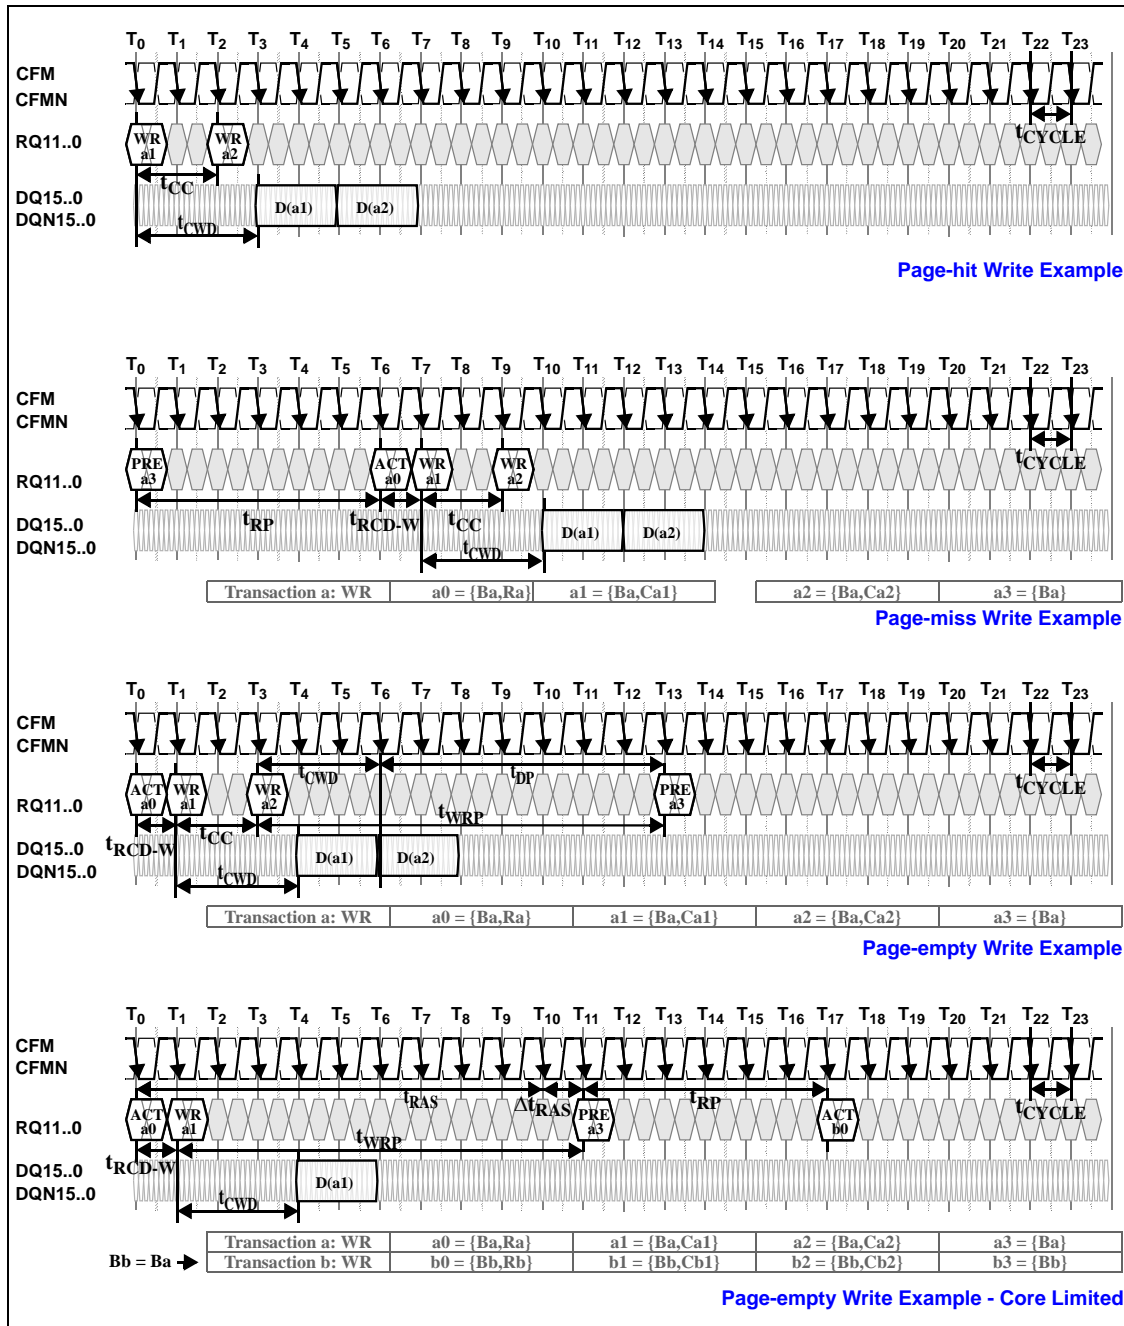 T0 T1 T2 T3 T4 T5 T6 T7 T8 T9 T10 T11 T12 T13 T14 T15 T16 T17 T18 T19 T20 T21 T22 T23
CFM
CFMN
RQ11..0
WR a1
WR a2
tCYCLE
tCC
DQ15..0
DQN15..0
D(a1) D(a2)
tCWD
Page-hit Write Example
T0 T1 T2 T3 T4 T5 T6 T7 T8 T9 T10 T11 T12 T13 T14 T15 T16 T17 T18 T19 T20 T21 T22 T23
CFM
CFMN
RQ11..0
PRE a3
ACT a0
WR a1
WR a2
tCYCLE
tRP tRCD-W tCC
DQ15..0
DQN15..0
D(a1) D(a2)
tCWD
Transaction a: WR a0 = {Ba,Ra} a1 = {Ba,Ca1} a2 = {Ba,Ca2} a3 = {Ba}
Page-miss Write Example
T0 T1 T2 T3 T4 T5 T6 T7 T8 T9 T10 T11 T12 T13 T14 T15 T16 T17 T18 T19 T20 T21 T22 T23
CFM
CFMN
tCWD tDP
RQ11..0
ACT a0
WR a1
WR a2
PRE a3
tCYCLE
tWRP
tRCD-W tCC
DQ15..0
DQN15..0
D(a1) D(a2)
tCWD
Transaction a: WR a0 = {Ba,Ra} a1 = {Ba,Ca1} a2 = {Ba,Ca2} a3 = {Ba}
Page-empty Write Example
T0 T1 T2 T3 T4 T5 T6 T7 T8 T9 T10 T11 T12 T13 T14 T15 T16 T17 T18 T19 T20 T21 T22 T23
CFM
CFMN
tRAS ΔtRAS tRP
RQ11..0
ACT a0
WR a1
PRE a3
ACT b0
tCYCLE
tWRP
tRCD-W
DQ15..0
DQN15..0
D(a1)
tCWD
Transaction a: WR a0 = {Ba,Ra} a1 = {Ba,Ca1} a2 = {Ba,Ca2} a3 = {Ba}
Bb = Ba Transaction b: WR b0 = {Bb,Rb} b1 = {Bb,Cb1} b2 = {Bb,Cb2} b3 = {Bb}
Page-empty Write Example - Core Limited